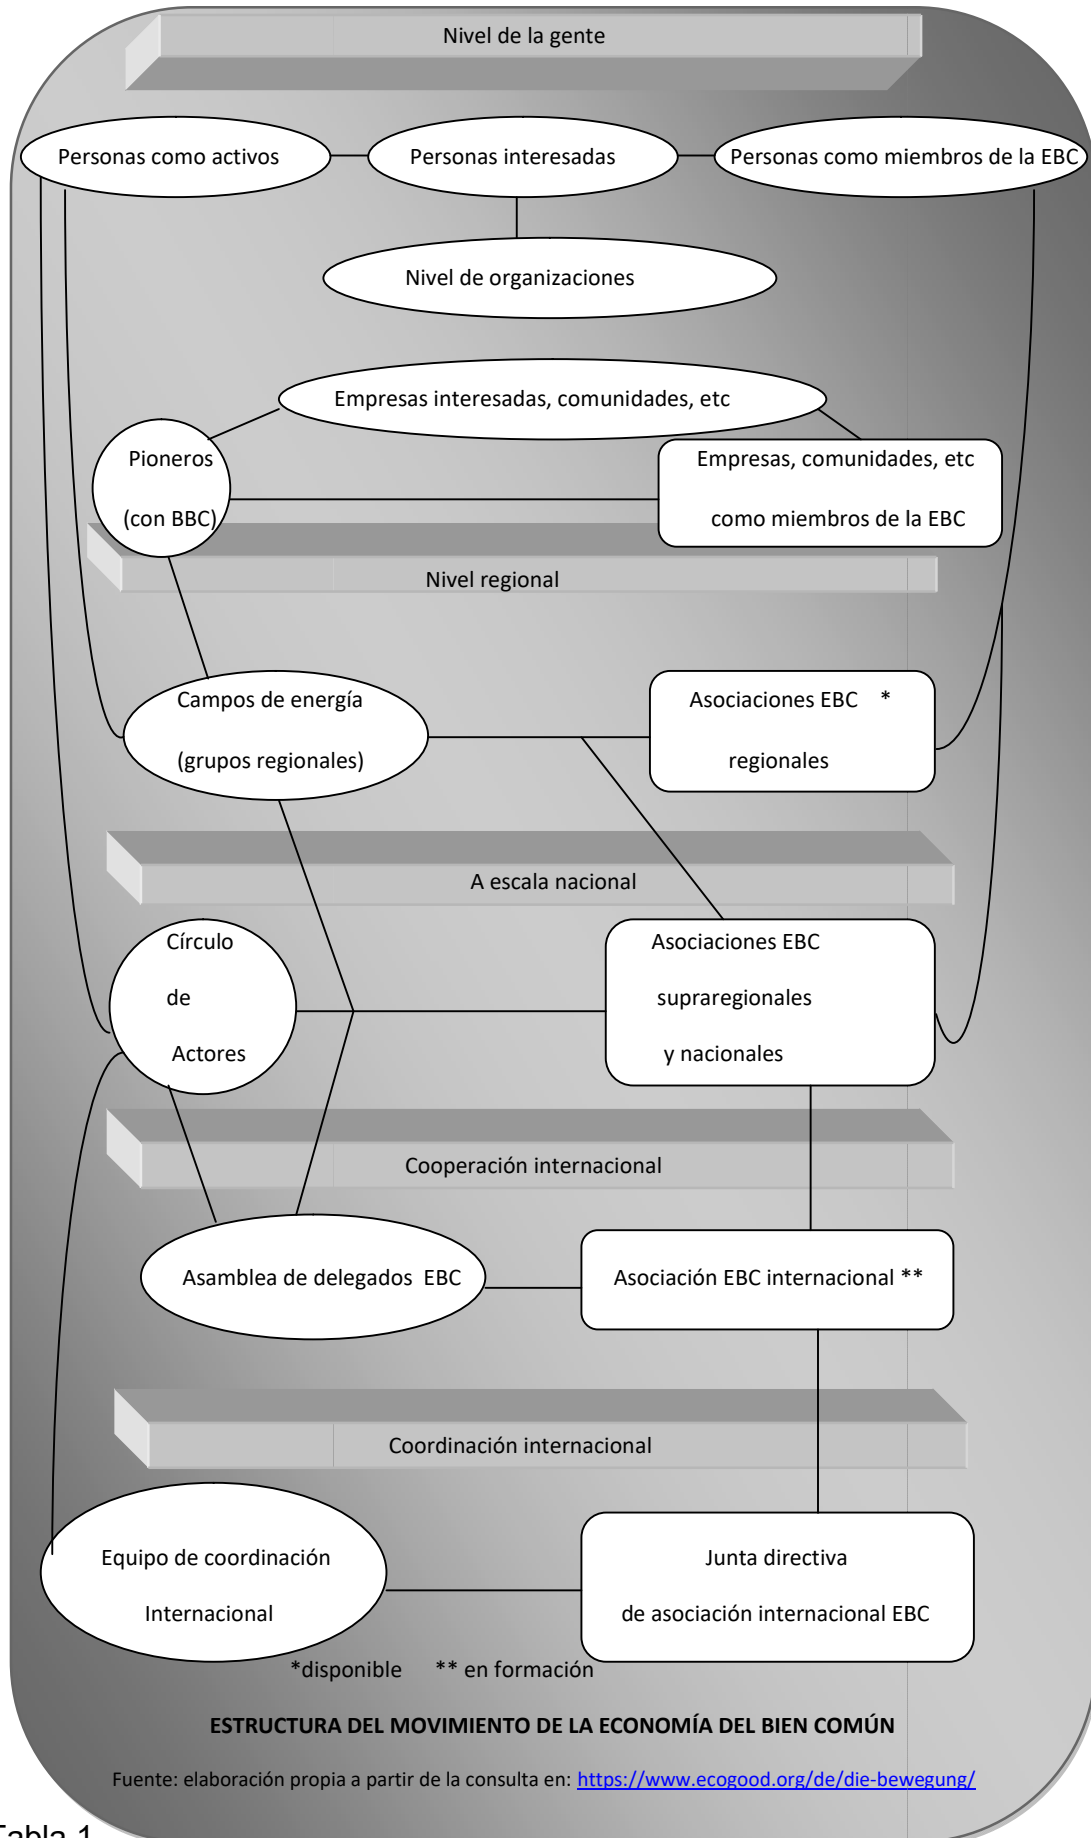 Nivel de la gente
Personas como activos
Personas interesadas
Personas como miembros de la EBC
Nivel de organizaciones
Empresas interesadas, comunidades, etc
Pioneros
(con BBC)
Empresas, comunidades, etc
como miembros de la EBC
Nivel regional
Campos de energía
(grupos regionales)
Asociaciones EBC *
regionales
A escala nacional
Círculo
de
Actores
Asociaciones EBC
supraregionales
y nacionales
Cooperación internacional
Asamblea de delegados EBC
Asociación EBC internacional **
Coordinación internacional
Equipo de coordinación
Internacional
Junta directiva
de asociación internacional EBC
*disponible ** en formación
ESTRUCTURA DEL MOVIMIENTO DE LA ECONOMÍA DEL BIEN COMÚN
Fuente: elaboración propia a partir de la consulta en: https://www.ecogood.org/de/die-bewegung/
Tabla 1